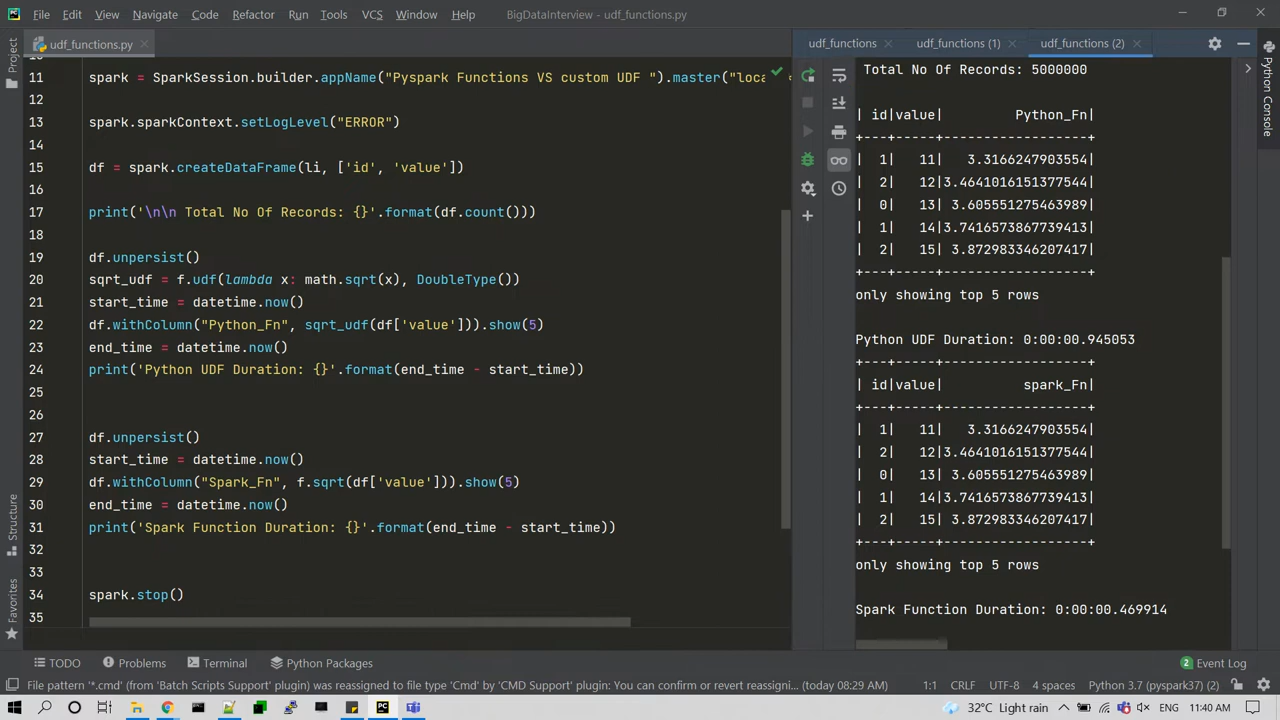 File Edit View Navigate Code Refactor Run Tools VCS Window Help BigDataInterview - udf_functions.py
udf_functions.py
Project
Structure
Favorites
10
11 spark = SparkSession.builder.appName("Pyspark Functions VS custom UDF ").master("loca
12
13 spark.sparkContext.setLogLevel("ERROR")
14
15 df = spark.createDataFrame(li, ['id', 'value'])
16
17 print('\n\n Total No Of Records: {}'.format(df.count()))
18
19 df.unpersist()
20 sqrt_udf = f.udf(lambda x: math.sqrt(x), DoubleType())
21 start_time = datetime.now()
22 df.withColumn("Python_Fn", sqrt_udf(df['value'])).show(5)
23 end_time = datetime.now()
24 print('Python UDF Duration: {}'.format(end_time - start_time))
25
26
27 df.unpersist()
28 start_time = datetime.now()
29 df.withColumn("Spark_Fn", f.sqrt(df['value'])).show(5)
30 end_time = datetime.now()
31 print('Spark Function Duration: {}'.format(end_time - start_time))
32
33
34 spark.stop()
35
udf_functions udf_functions (1) udf_functions (2)
Python Console
Total No Of Records: 5000000
| id|value| Python_Fn|
+---+-----+------------------+
| 1| 11| 3.3166247903554|
| 2| 12|3.4641016151377544|
| 0| 13| 3.605551275463989|
| 1| 14|3.7416573867739413|
| 2| 15| 3.872983346207417|
+---+-----+------------------+
only showing top 5 rows
Python UDF Duration: 0:00:00.945053
+---+-----+------------------+
| id|value| spark_Fn|
+---+-----+------------------+
| 1| 11| 3.3166247903554|
| 2| 12|3.4641016151377544|
| 0| 13| 3.605551275463989|
| 1| 14|3.7416573867739413|
| 2| 15| 3.872983346207417|
+---+-----+------------------+
only showing top 5 rows
Spark Function Duration: 0:00:00.469914
TODO Problems Terminal Python Packages 2 Event Log
File pattern '*.cmd' (from 'Batch Scripts Support' plugin) was reassigned to file type 'Cmd' by 'CMD Support' plugin: You can confirm or revert reassigni... (today 08:29 AM) 1:1 CRLF UTF-8 4 spaces Python 3.7 (pyspark37) (2)
32°C Light rain ENG 11:40 AM